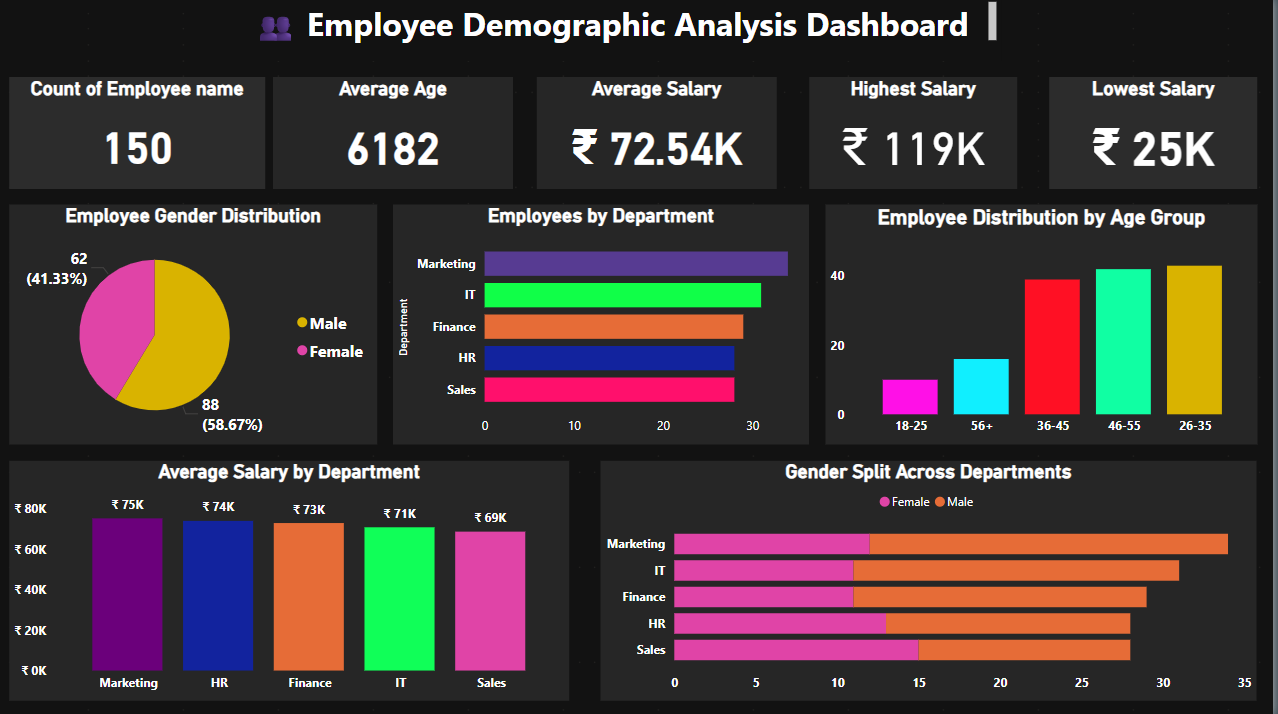 Employee Demographic Analysis Dashboard
Count of Employee name
150
Average Age
6182
Average Salary
₹ 72.54K
Highest Salary
₹ 119K
Lowest Salary
₹ 25K
Employee Gender Distribution
62
(41.33%)
88
(58.67%)
Male
Female
Employees by Department
Department
Marketing
IT
Finance
HR
Sales
0 10 20 30
Employee Distribution by Age Group
40
20
0
18-25 56+ 36-45 46-55 26-35
Average Salary by Department
₹ 80K
₹ 60K
₹ 40K
₹ 20K
₹ 0K
₹ 75K ₹ 74K ₹ 73K ₹ 71K ₹ 69K
Marketing HR Finance IT Sales
Gender Split Across Departments
Female Male
Marketing
IT
Finance
HR
Sales
0 5 10 15 20 25 30 35